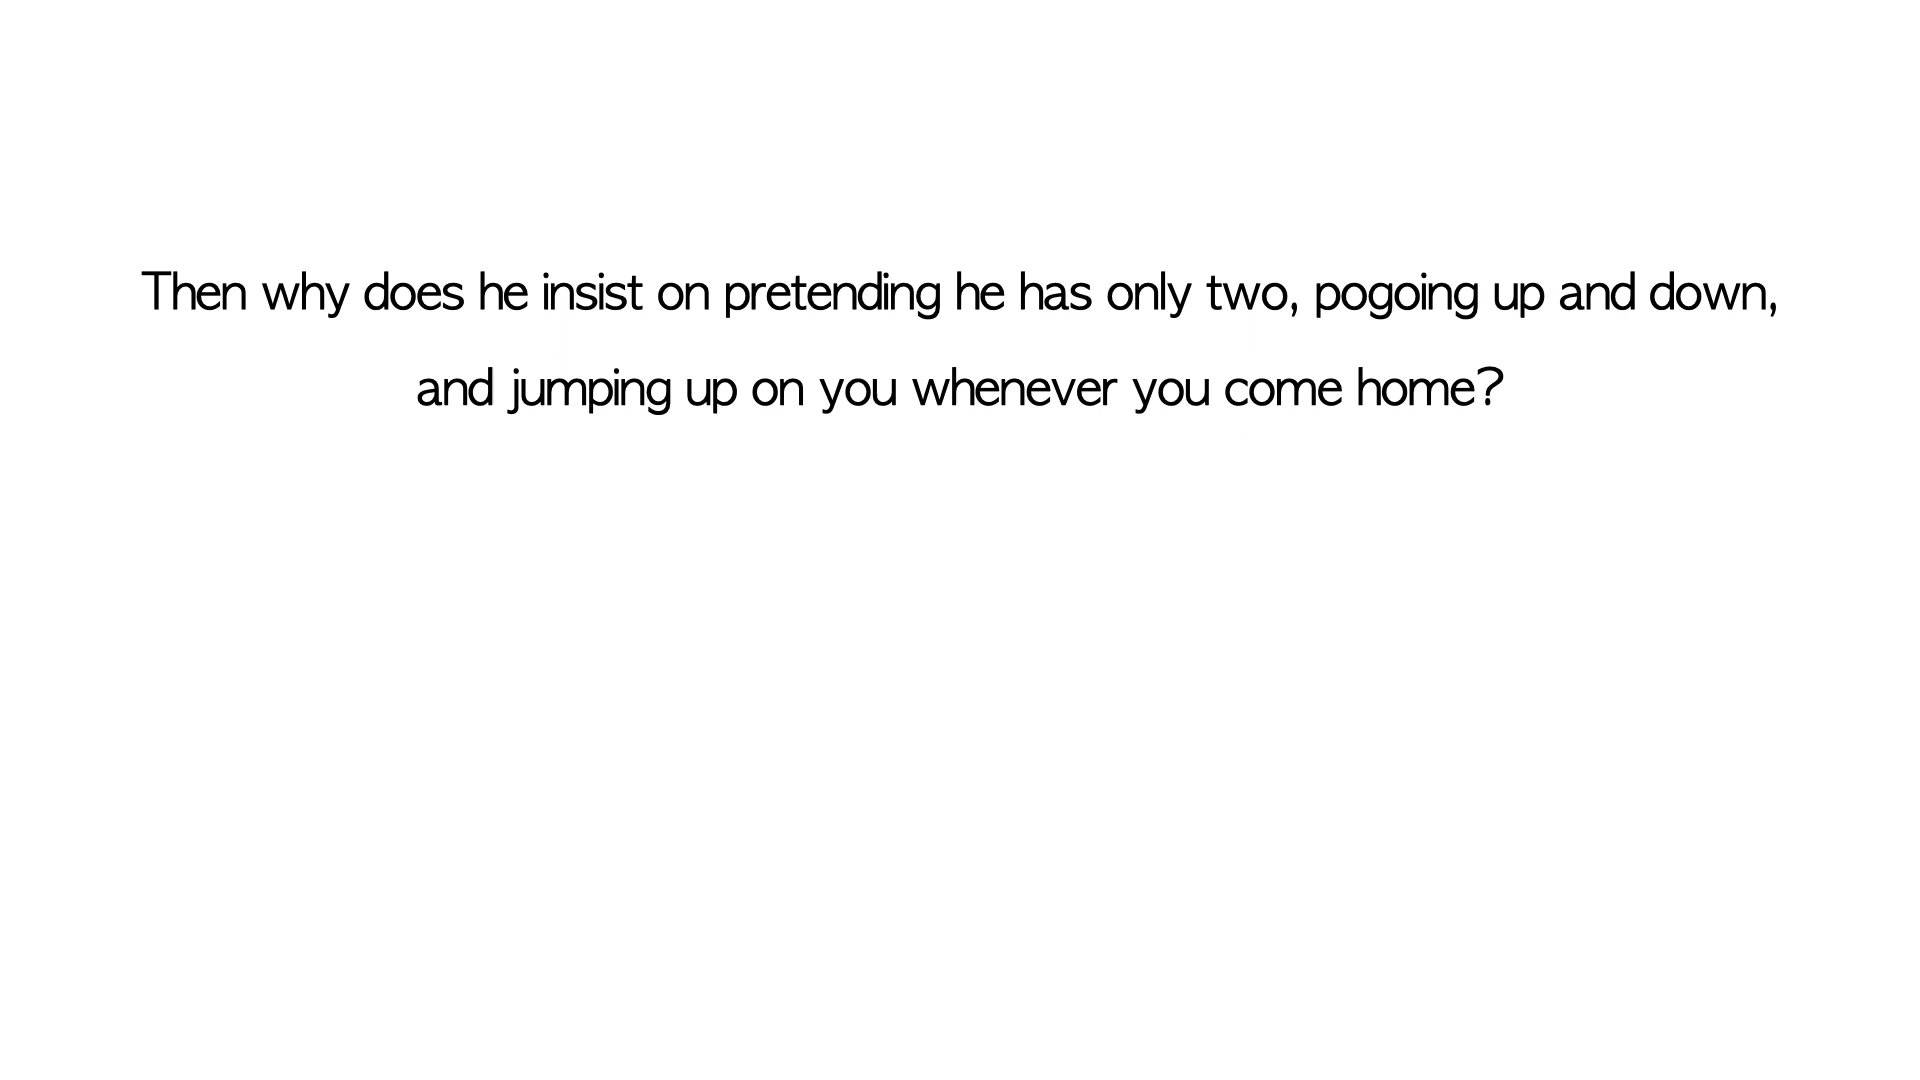 Then why does he insist on pretending he has only two, pogoing up and down,
and jumping up on you whenever you come home?